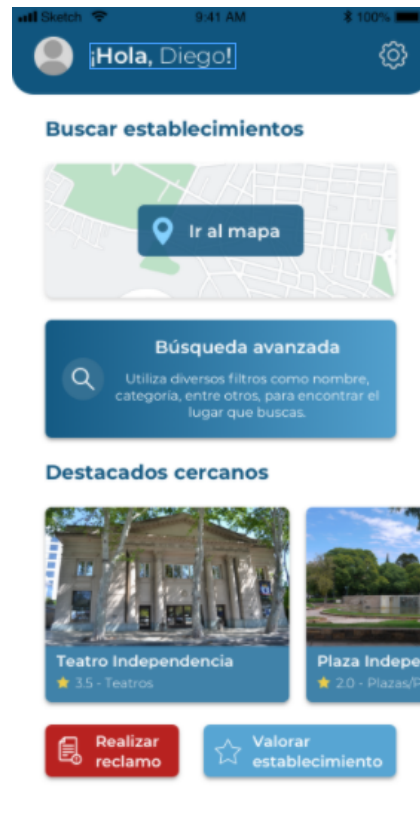 Sketch 9:41 AM 100%
¡Hola, Diego!
Buscar establecimientos
Ir al mapa
Búsqueda avanzada
Utiliza diversos filtros como nombre,
categoría, entre otros, para encontrar el
lugar que buscas.
Destacados cercanos
Teatro Independencia
3.5 - Teatros
Plaza Indepe
2.0 - Plazas/P
Realizar
reclamo
Valorar
establecimiento